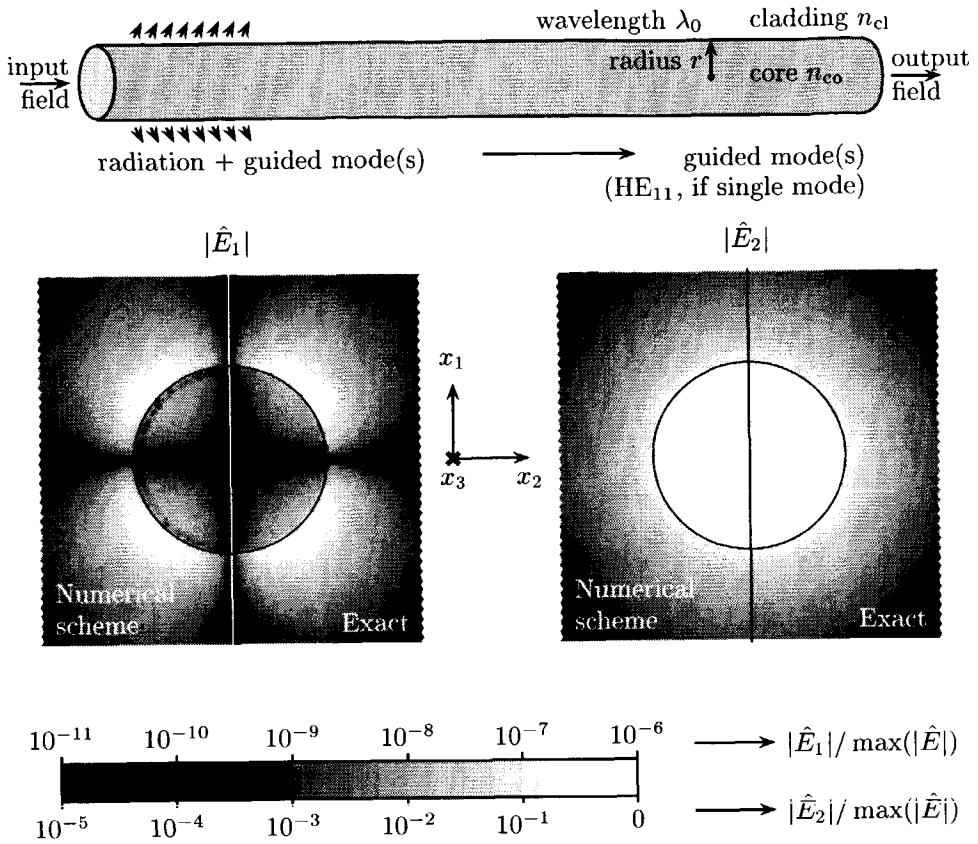 wavelength λ₀ cladding n_cl
input field
radius r
core n_co
output field
radiation + guided mode(s)
guided mode(s)
(HE₁₁, if single mode)
|Ê₁|
|Ê₂|
x₁
x₃ x₂
Numerical scheme
Exact
Numerical scheme
Exact
10⁻¹¹ 10⁻¹⁰ 10⁻⁹ 10⁻⁸ 10⁻⁷ 10⁻⁶
|Ê₁|/ max(|Ê|)
10⁻⁵ 10⁻⁴ 10⁻³ 10⁻² 10⁻¹ 0
|Ê₂|/ max(|Ê|)